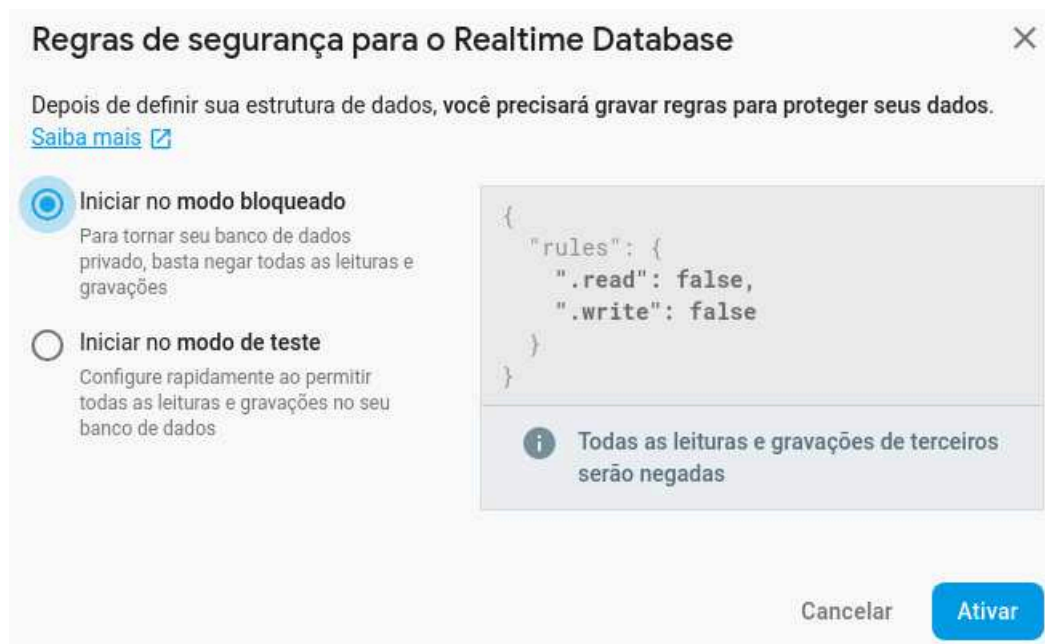 Regras de segurança para o Realtime Database
Depois de definir sua estrutura de dados, você precisará gravar regras para proteger seus dados.
Saiba mais
Iniciar no modo bloqueado
Para tornar seu banco de dados
privado, basta negar todas as leituras e
gravações
Iniciar no modo de teste
Configure rapidamente ao permitir
todas as leituras e gravações no seu
banco de dados
{
"rules": {
".read": false,
".write": false
}
}
Todas as leituras e gravações de terceiros
serão negadas
Cancelar
Ativar